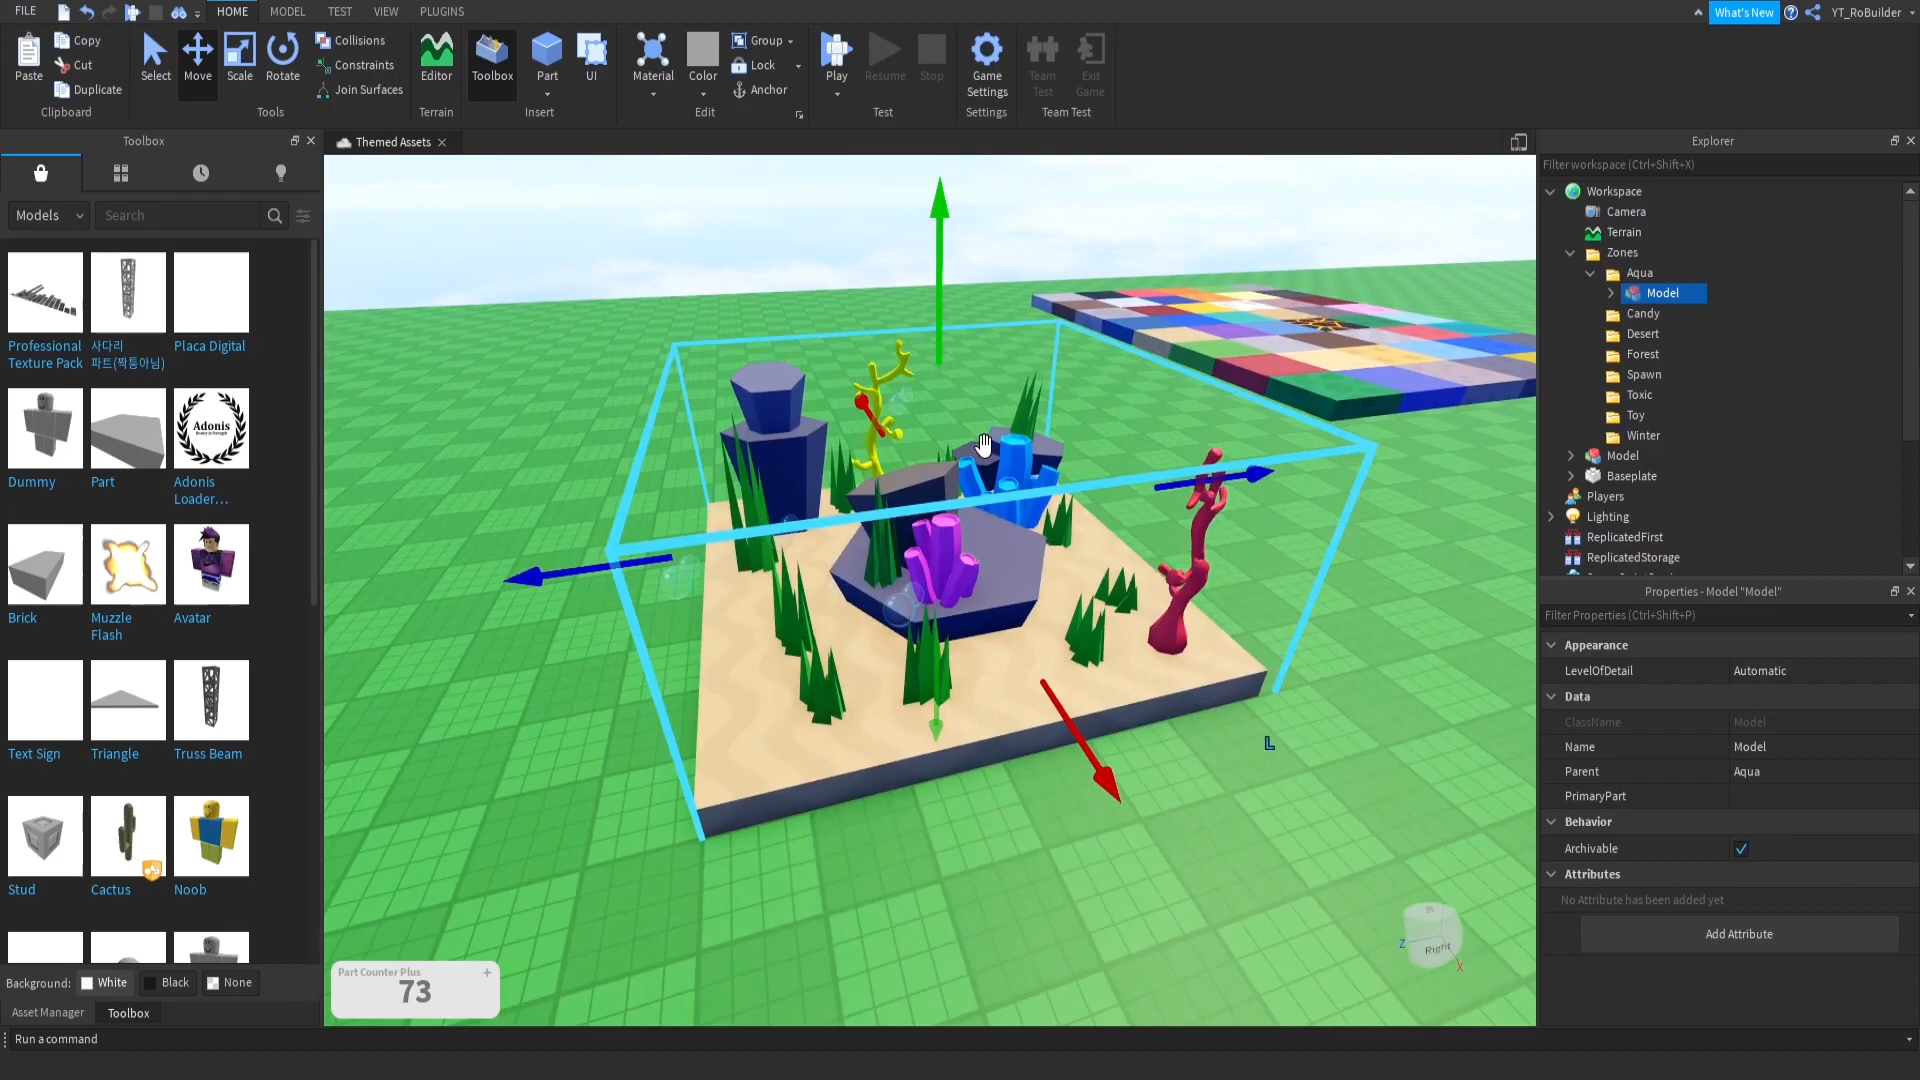 FILE
HOME
MODEL
TEST
VIEW
PLUGINS
What's New
YT_RoBuilder
Paste
Copy
Cut
Duplicate
Clipboard
Select
Move
Scale
Rotate
Collisions
Constraints
Join Surfaces
Tools
Editor
Terrain
Toolbox
Part
UI
Insert
Material
Color
Group
Lock
Anchor
Edit
Play
Resume
Stop
Test
Game
Settings
Settings
Team
Test
Exit
Game
Team Test
Toolbox
Models
Search
Professional
Texture Pack
사다리
파트(짝퉁아님)
Placa Digital
Dummy
Part
Adonis
Adonis
Loader...
Brick
Muzzle
Flash
Avatar
Text Sign
Triangle
Truss Beam
Stud
Cactus
Noob
Background:
White
Black
None
Asset Manager
Toolbox
Run a command
Themed Assets
L
Part Counter Plus
+
73
Z
Right
X
Explorer
Filter workspace (Ctrl+Shift+X)
Workspace
Camera
Terrain
Zones
Aqua
Model
Candy
Desert
Forest
Spawn
Toxic
Toy
Winter
Model
Baseplate
Players
Lighting
ReplicatedFirst
ReplicatedStorage
Properties - Model "Model"
Filter Properties (Ctrl+Shift+P)
Appearance
LevelOfDetail Automatic
Data
ClassName Model
Name Model
Parent Aqua
PrimaryPart
Behavior
Archivable
Attributes
No Attribute has been added yet
Add Attribute